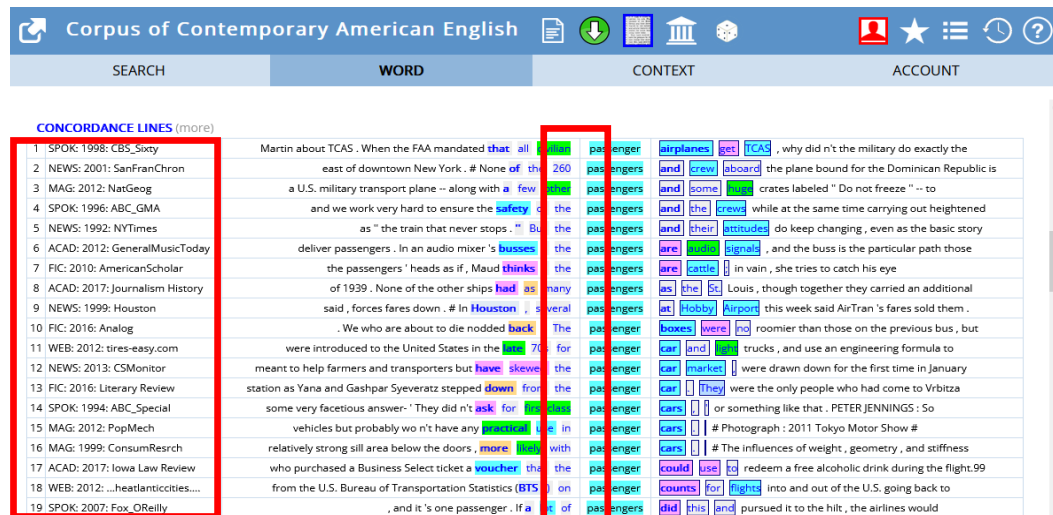 Corpus of Contemporary American English
SEARCH WORD CONTEXT ACCOUNT
CONCORDANCE LINES (more)
1 SPOK: 1998: CBS_Sixty Martin about TCAS . When the FAA mandated that all civilian passenger airplanes get TCAS , why did n't the military do exactly the
2 NEWS: 2001: SanFranChron east of downtown New York . # None of the 260 passengers and crew aboard the plane bound for the Dominican Republic is
3 MAG: 2012: NatGeog a U.S. military transport plane -- along with a few other passengers and some huge crates labeled " Do not freeze " -- to
4 SPOK: 1996: ABC_GMA and we work very hard to ensure the safety of the passengers and the crews while at the same time carrying out heightened
5 NEWS: 1992: NYTimes as " the train that never stops . " But the passengers and their attitudes do keep changing , even as the basic story
6 ACAD: 2012: GeneralMusicToday deliver passengers . In an audio mixer 's busses the passengers are audio signals , and the buss is the particular path those
7 FIC: 2010: AmericanScholar the passengers ' heads as if , Maud thinks the passengers are cattle ; in vain , she tries to catch his eye
8 ACAD: 2017: Journalism History of 1939 . None of the other ships had as many passengers as the St. Louis , though together they carried an additional
9 NEWS: 1999: Houston said , forces fares down . # In Houston , several passengers at Hobby Airport this week said AirTran 's fares sold them .
10 FIC: 2016: Analog . We who are about to die nodded back The passenger boxes were no roomier than those on the previous bus , but
11 WEB: 2012: tires-easy.com were introduced to the United States in the late 70s for passenger car and light trucks , and use an engineering formula to
12 NEWS: 2013: CSMonitor meant to help farmers and transporters but have skewed the passenger car market . were drawn down for the first time in January
13 FIC: 2016: Literary Review station as Yana and Gashpar Syeveratz stepped down from the passenger car . They were the only people who had come to Vrbitza
14 SPOK: 1994: ABC_Special some very facetious answer- ' They did n't ask for first class passenger cars , ' or something like that . PETER JENNINGS : So
15 MAG: 2012: PopMech vehicles but probably wo n't have any practical use in passenger cars . # Photograph : 2011 Tokyo Motor Show #
16 MAG: 1999: ConsumResrch relatively strong sill area below the doors , more likely with passenger cars . # The influences of weight , geometry , and stiffness
17 ACAD: 2017: Iowa Law Review who purchased a Business Select ticket a voucher that the passenger could use to redeem a free alcoholic drink during the flight.99
18 WEB: 2012: ...heatlanticcities.... from the U.S. Bureau of Transportation Statistics (BTS ) on passenger counts for flights into and out of the U.S. going back to
19 SPOK: 2007: Fox_OReilly , and it 's one passenger . If a lot of passengers did this and pursued it to the hilt , the airlines would